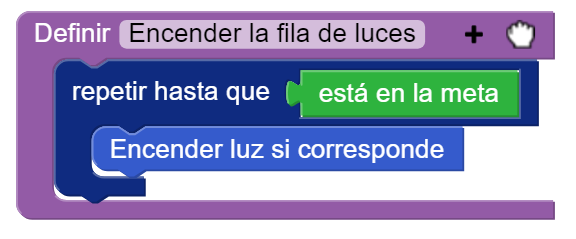 Definir Encender la fila de luces +
repetir hasta que está en la meta
Encender luz si corresponde